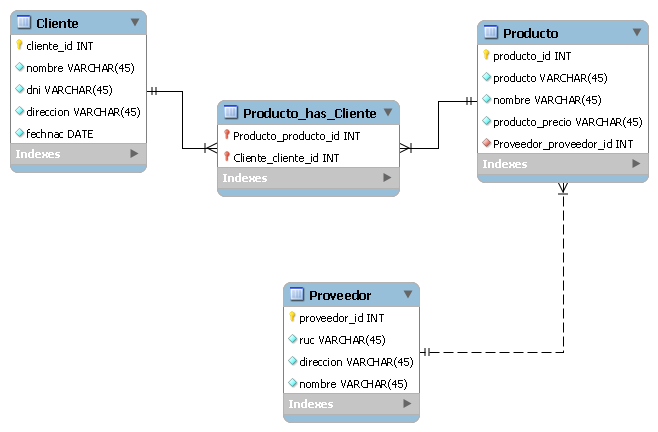 Cliente
cliente_id INT
nombre VARCHAR(45)
dni VARCHAR(45)
direccion VARCHAR(45)
fechnac DATE
Indexes
Producto_has_Cliente
Producto_producto_id INT
Cliente_cliente_id INT
Indexes
Producto
producto_id INT
producto VARCHAR(45)
nombre VARCHAR(45)
producto_precio VARCHAR(45)
Proveedor_proveedor_id INT
Indexes
Proveedor
proveedor_id INT
ruc VARCHAR(45)
direccion VARCHAR(45)
nombre VARCHAR(45)
Indexes